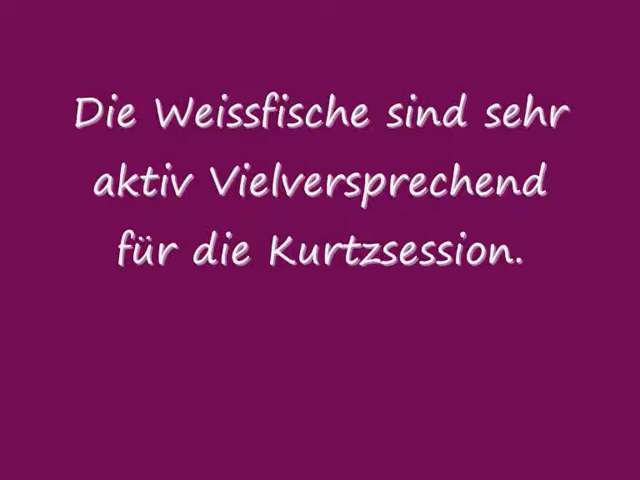 Die Weissfische sind sehr
aktiv Vielversprechend
für die Kurtzsession.